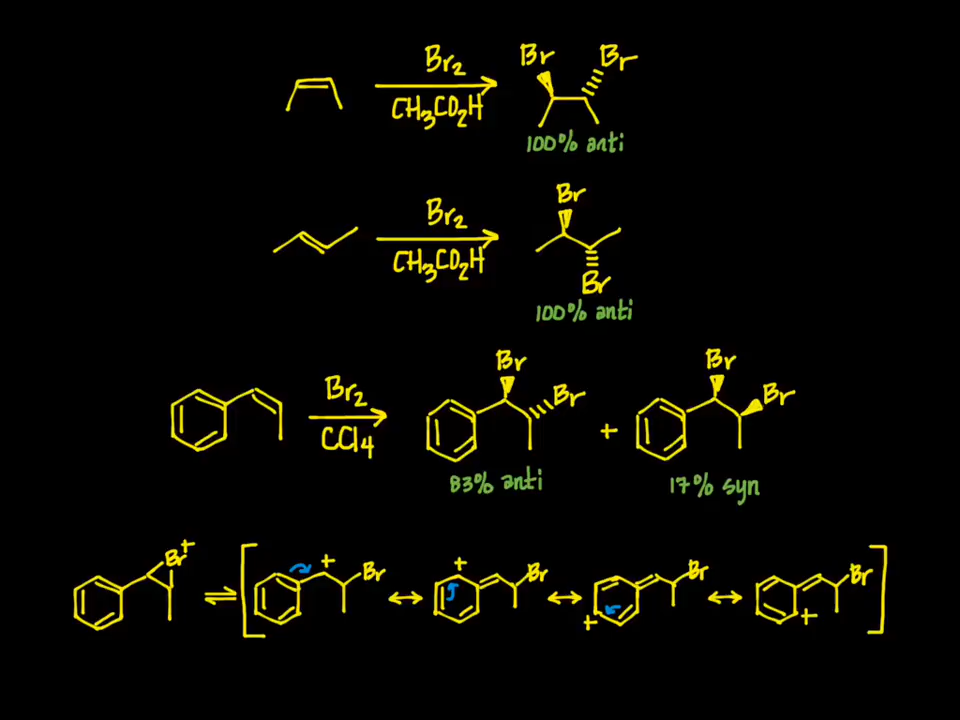 Br₂
CH₃CO₂H
Br Br
100% anti
Br₂
CH₃CO₂H
Br
Br
100% anti
Br₂
CCl₄
Br
Br
83% anti
+
Br
Br
17% syn
Br+
+ Br
+ Br
+ Br
+ Br